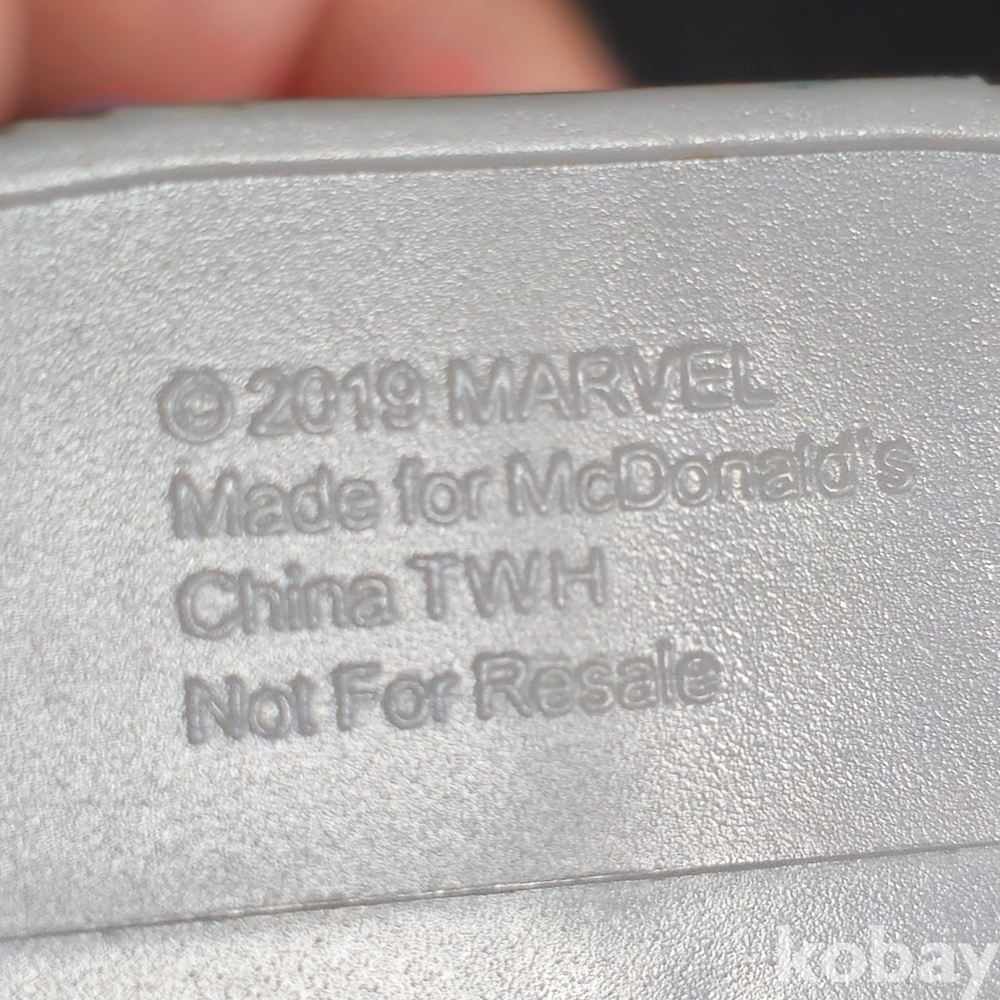 © 2019 MARVEL
Made for McDonald's
China TWH
Not For Resale
kobay